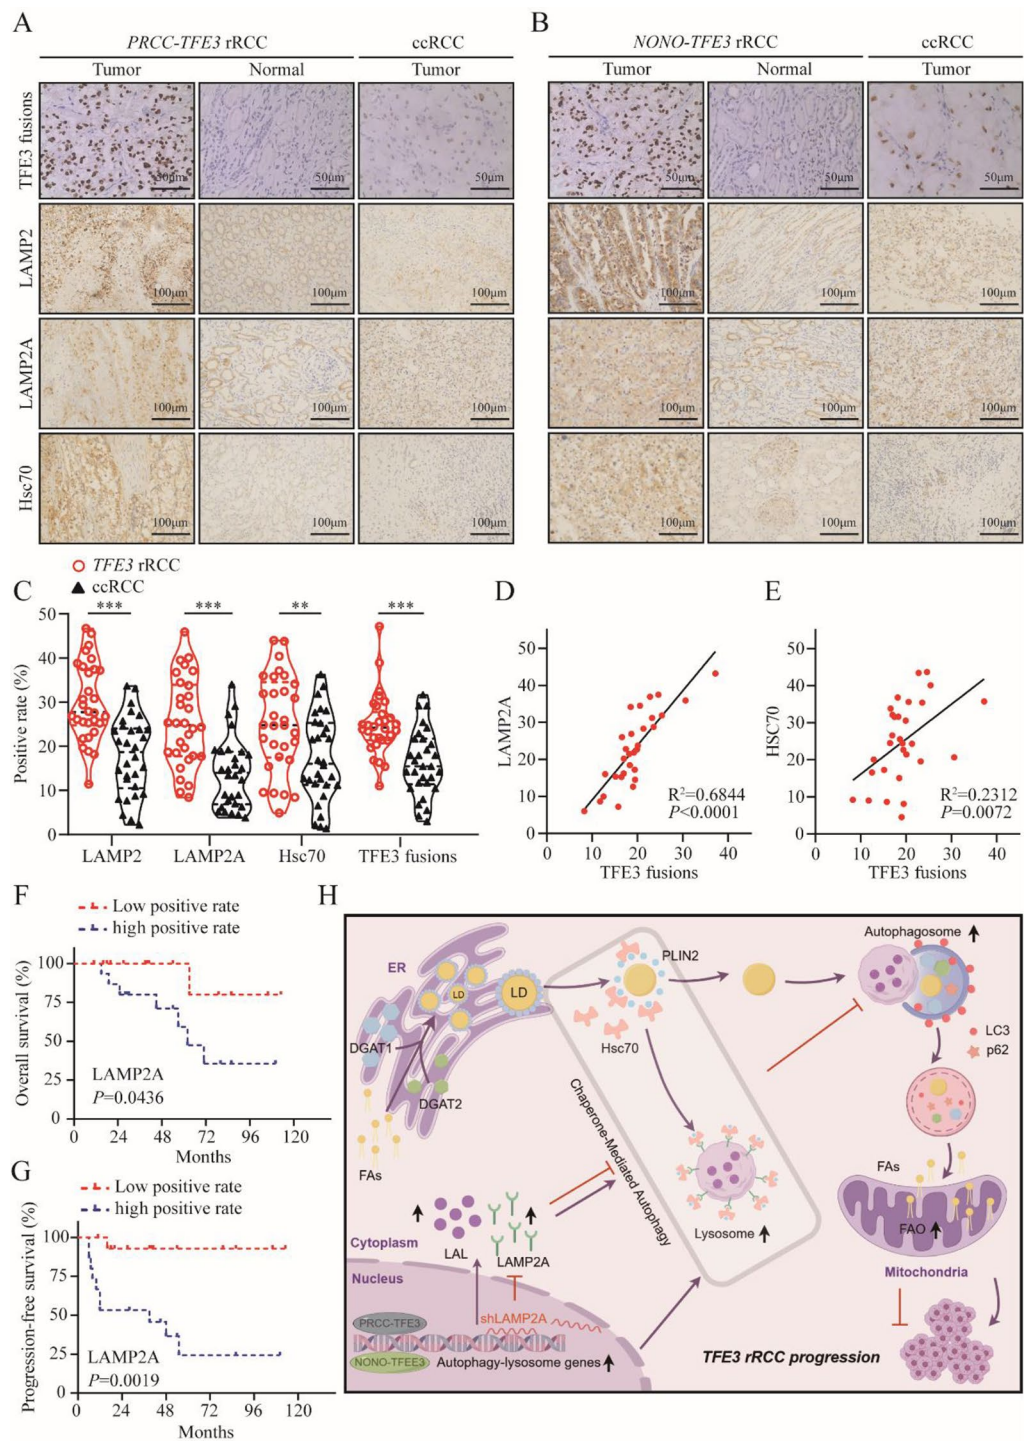 A
PRCC-TFE3 rRCC
ccRCC
Tumor
Normal
Tumor
TFE3 fusions
50μm
50μm
50μm
LAMP2
100μm
100μm
100μm
LAMP2A
100μm
100μm
100μm
Hsc70
100μm
100μm
100μm
B
NONO-TFE3 rRCC
ccRCC
Tumor
Normal
Tumor
50μm
50μm
50μm
100μm
100μm
100μm
100μm
100μm
100μm
100μm
100μm
100μm
C
TFE3 rRCC
ccRCC
Positive rate (%)
50
40
30
20
10
0
***
***
**
***
LAMP2
LAMP2A
Hsc70
TFE3 fusions
D
LAMP2A
50
40
30
20
10
0
R²=0.6844
P<0.0001
0
10
20
30
40
TFE3 fusions
E
HSC70
50
40
30
20
10
0
R²=0.2312
P=0.0072
0
10
20
30
40
TFE3 fusions
F
Low positive rate
high positive rate
Overall survival (%)
100
75
50
25
0
LAMP2A
P=0.0436
0
24
48
72
96
120
Months
G
Low positive rate
high positive rate
Progression-free survival (%)
100
75
50
25
0
LAMP2A
P=0.0019
0
24
48
72
96
120
Months
H
ER
LD
LD
DGAT1
DGAT2
FAs
PLIN2
Hsc70
Autophagosome
LC3
p62
Chaperone-Mediated Autophagy
Lysosome
FAs
FAO
Mitochondria
LAL
LAMP2A
Cytoplasm
Nucleus
shLAMP2A
PRCC-TFE3
NONO-TFEE3
Autophagy-lysosome genes
TFE3 rRCC progression